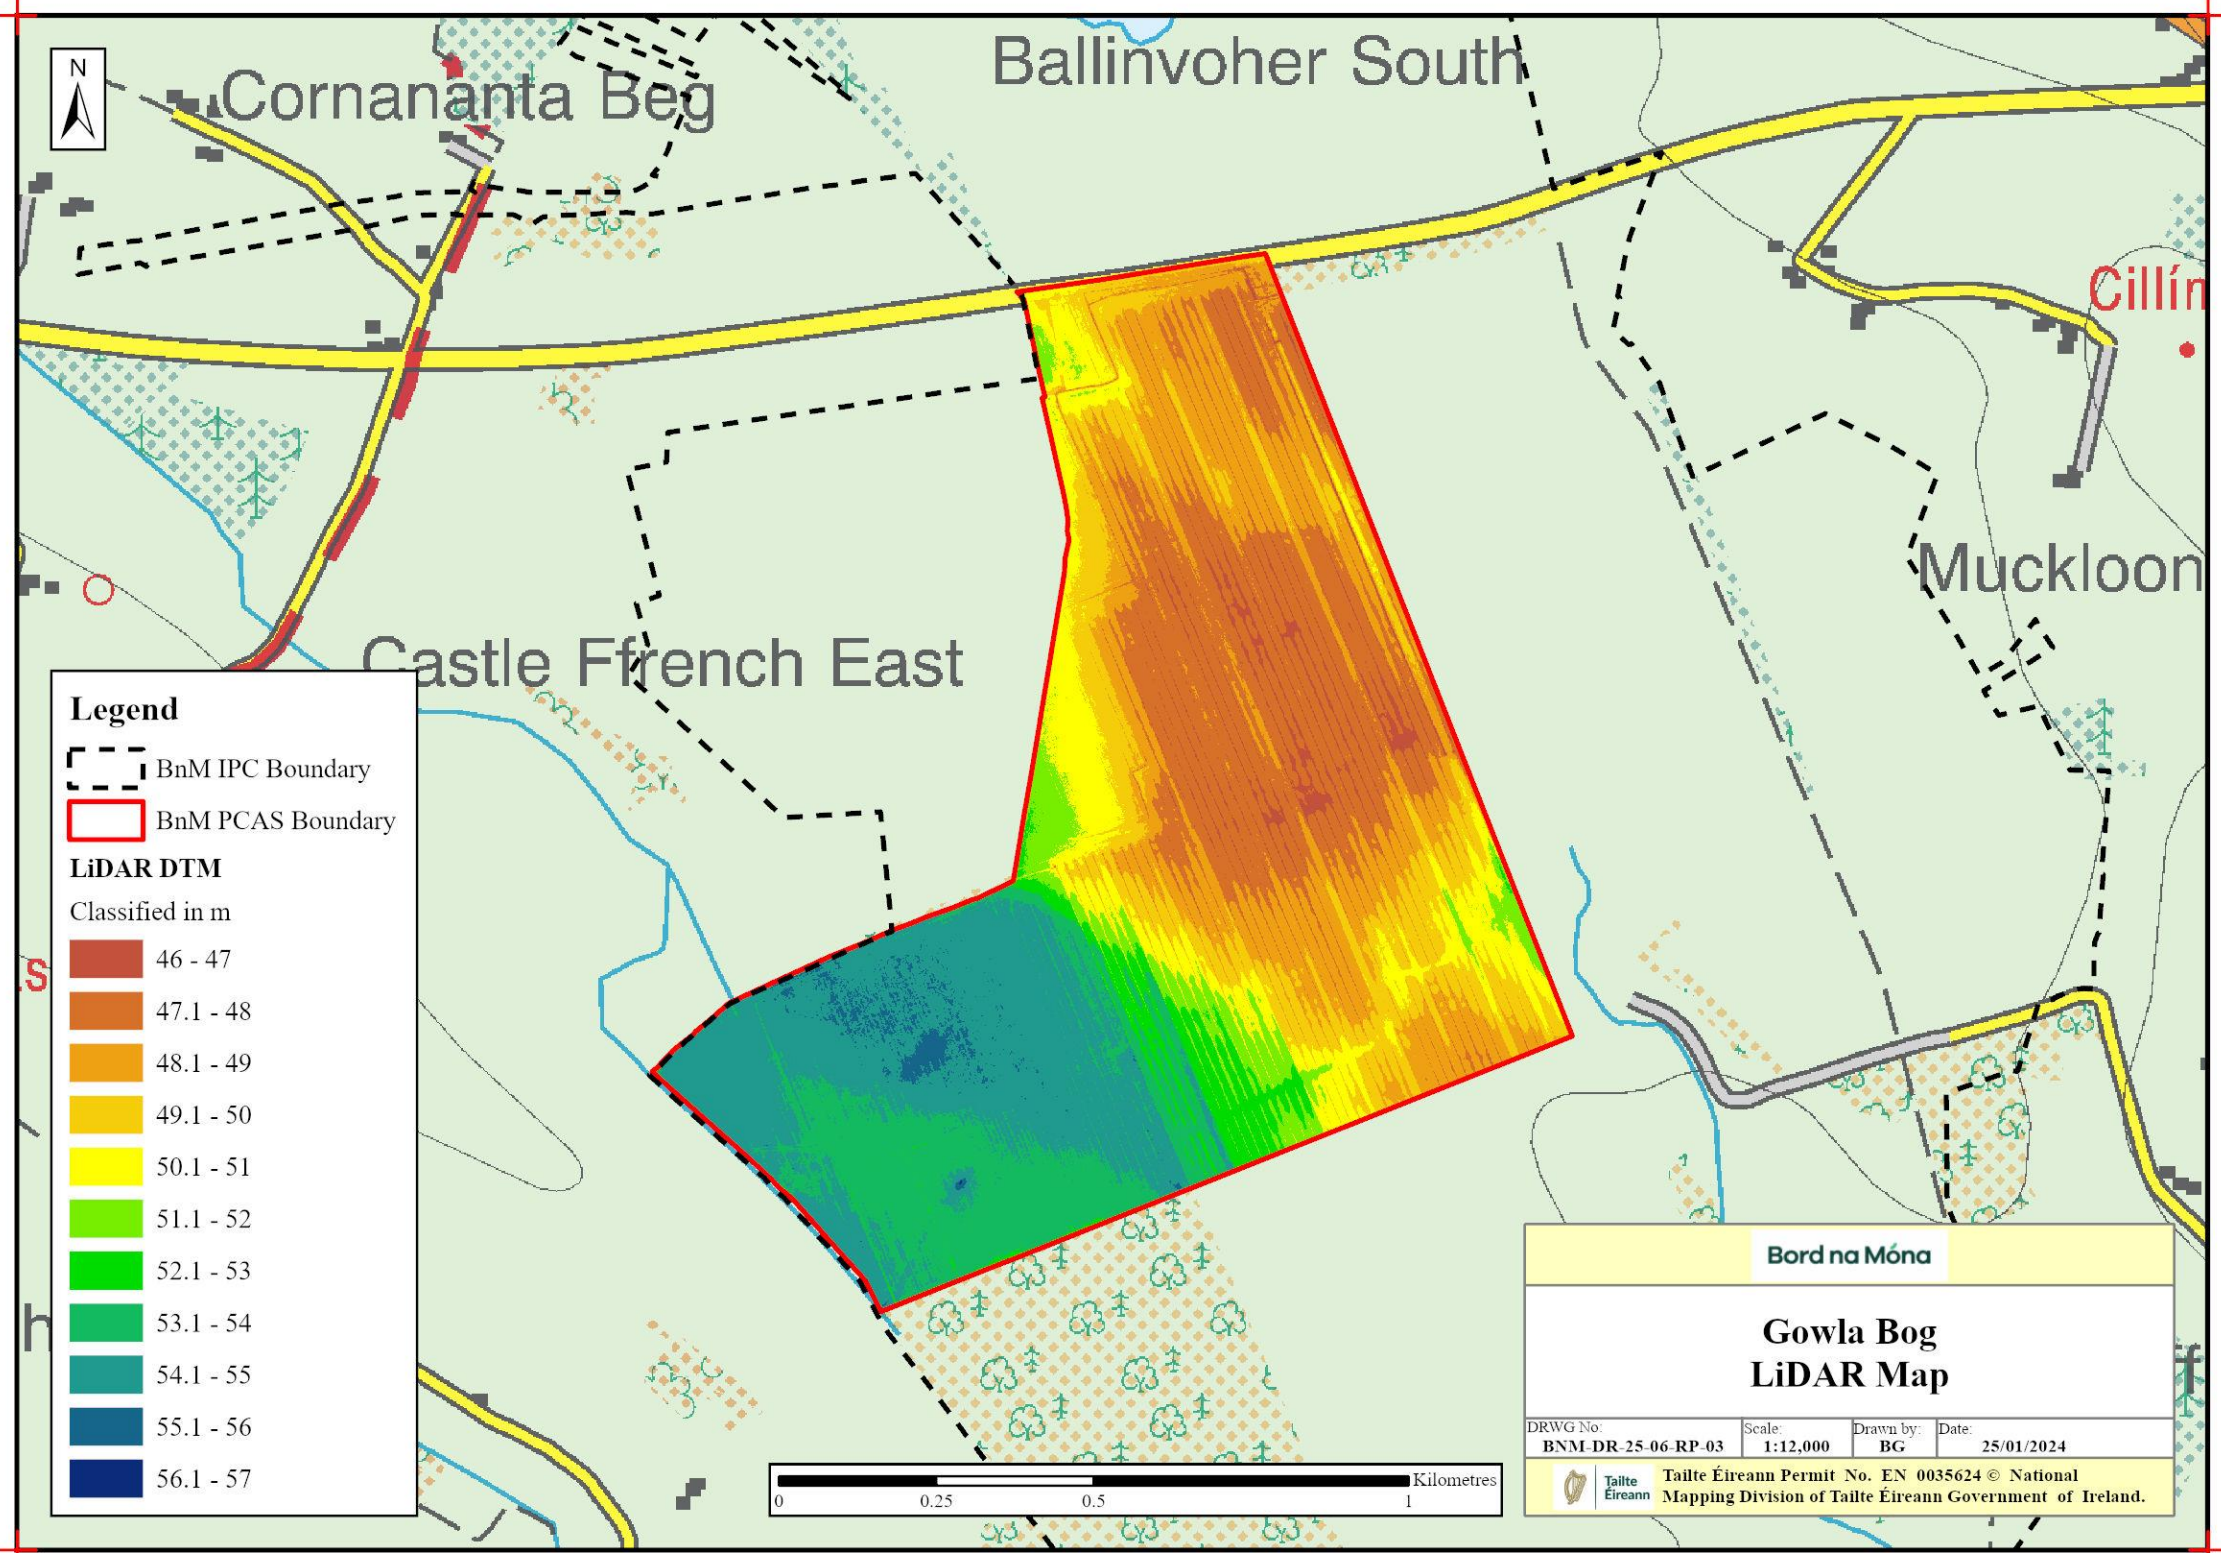 N
Cornananta Beg
Ballinvoher South
Cillín
Muckloon
Castle Ffrench East
Legend
BnM IPC Boundary
BnM PCAS Boundary
LiDAR DTM
Classified in m
46 - 47
47.1 - 48
48.1 - 49
49.1 - 50
50.1 - 51
51.1 - 52
52.1 - 53
53.1 - 54
54.1 - 55
55.1 - 56
56.1 - 57
s
h
f
0 0.25 0.5 1 Kilometres
Bord na Móna
Gowla Bog
LiDAR Map
DRWG No: Scale: Drawn by: Date:
BNM-DR-25-06-RP-03 1:12,000 BG 25/01/2024
Tailte
Éireann
Tailte Éireann Permit No. EN 0035624 © National
Mapping Division of Tailte Éireann Government of Ireland.